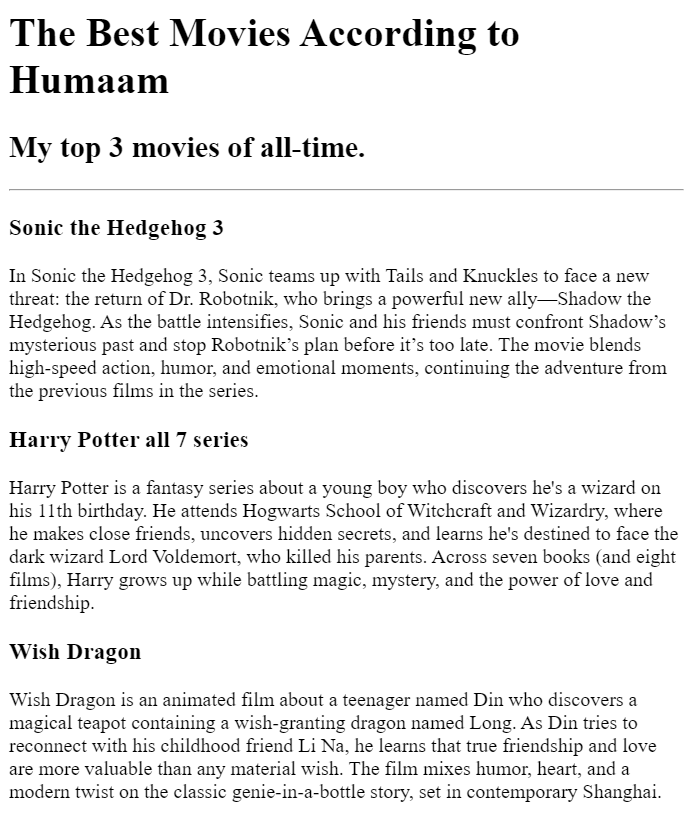 The Best Movies According to
Humaam
My top 3 movies of all-time.
Sonic the Hedgehog 3
In Sonic the Hedgehog 3, Sonic teams up with Tails and Knuckles to face a new
threat: the return of Dr. Robotnik, who brings a powerful new ally—Shadow the
Hedgehog. As the battle intensifies, Sonic and his friends must confront Shadow’s
mysterious past and stop Robotnik’s plan before it’s too late. The movie blends
high-speed action, humor, and emotional moments, continuing the adventure from
the previous films in the series.
Harry Potter all 7 series
Harry Potter is a fantasy series about a young boy who discovers he's a wizard on
his 11th birthday. He attends Hogwarts School of Witchcraft and Wizardry, where
he makes close friends, uncovers hidden secrets, and learns he's destined to face the
dark wizard Lord Voldemort, who killed his parents. Across seven books (and eight
films), Harry grows up while battling magic, mystery, and the power of love and
friendship.
Wish Dragon
Wish Dragon is an animated film about a teenager named Din who discovers a
magical teapot containing a wish-granting dragon named Long. As Din tries to
reconnect with his childhood friend Li Na, he learns that true friendship and love
are more valuable than any material wish. The film mixes humor, heart, and a
modern twist on the classic genie-in-a-bottle story, set in contemporary Shanghai.